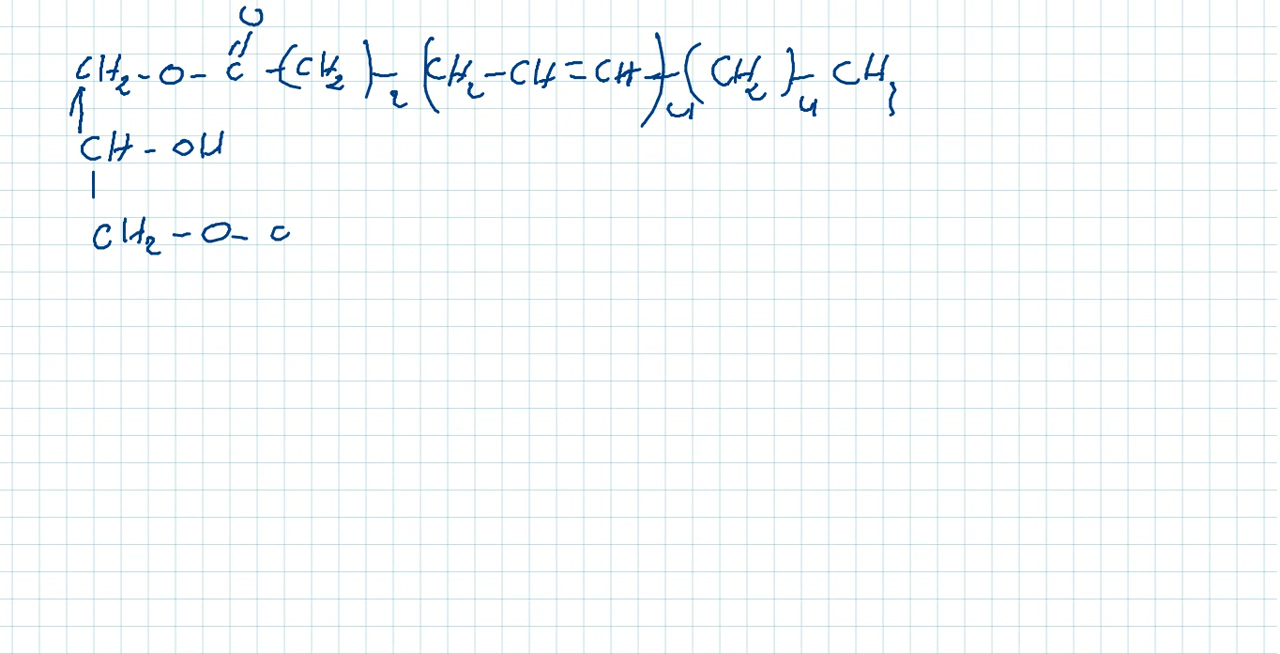 O
CH₂-O-C-(CH₂)-₂(CH₂-CH=CH)-₄(CH₂)-₄CH₃
CH-OH
CH₂-O-C